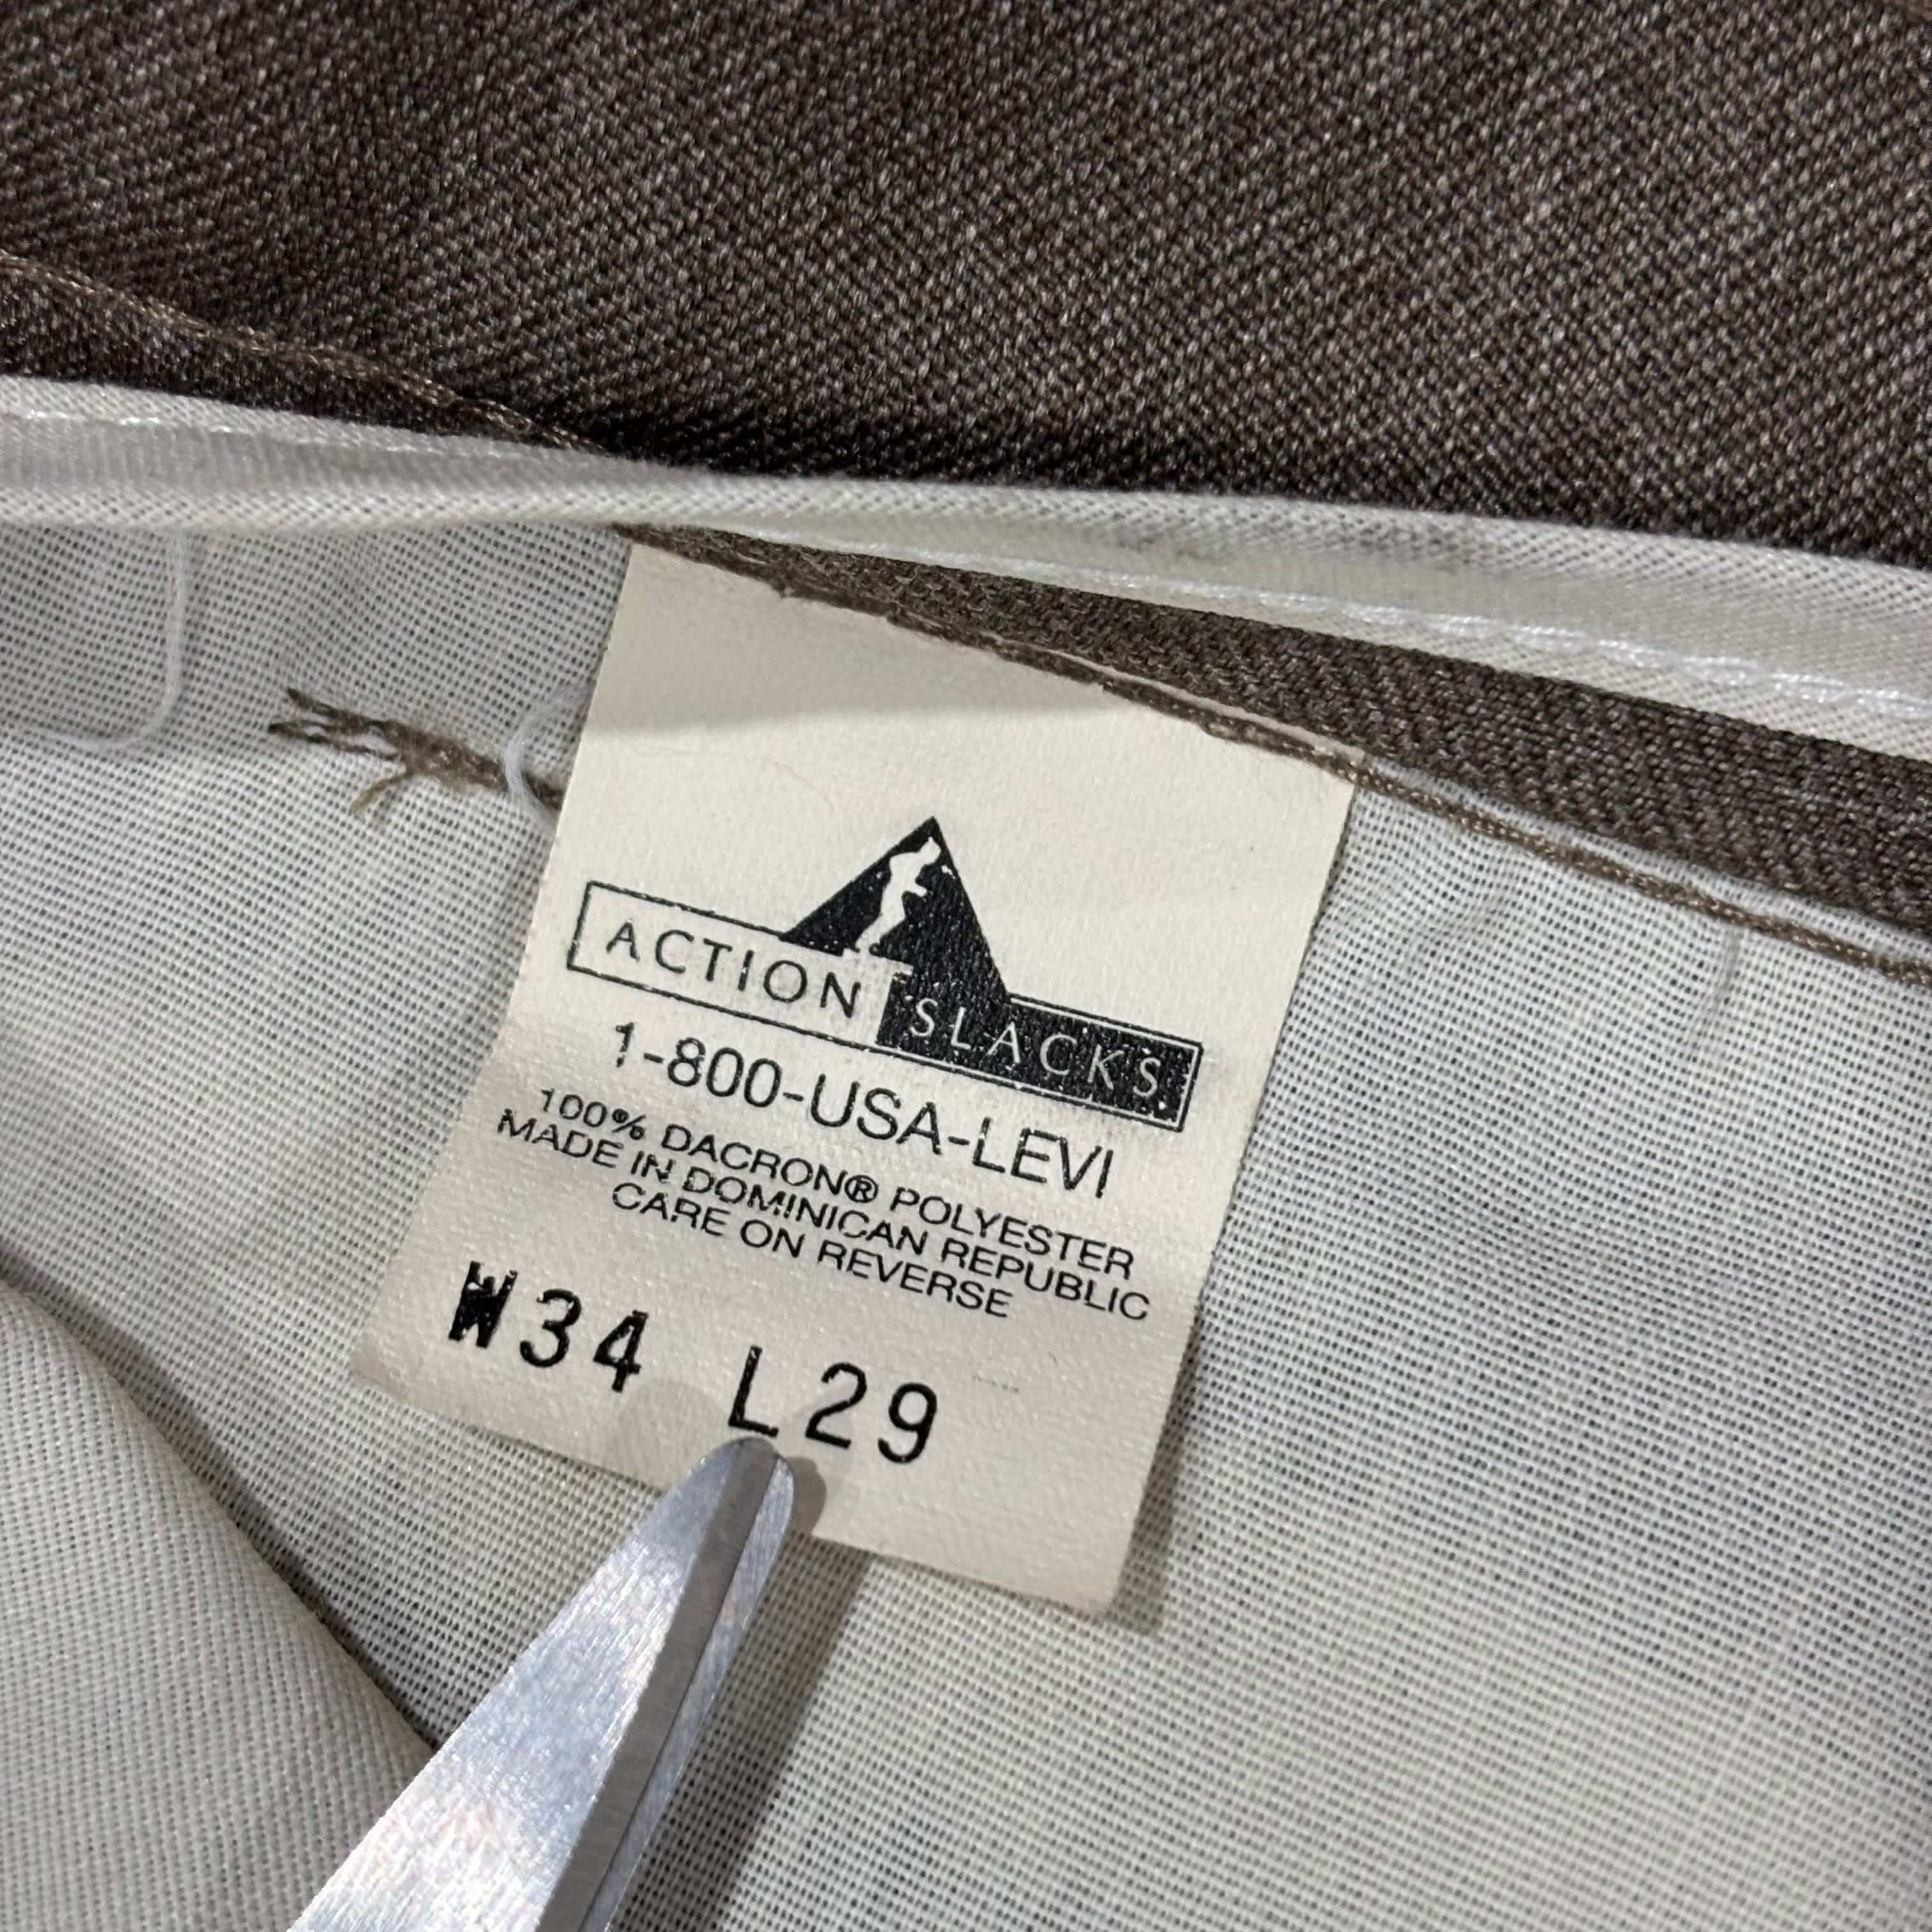 ACTION SLACKS.
1-800-USA-LEVI
100% DACRON® POLYESTER
MADE IN DOMINICAN REPUBLIC
CARE ON REVERSE
W34 L29